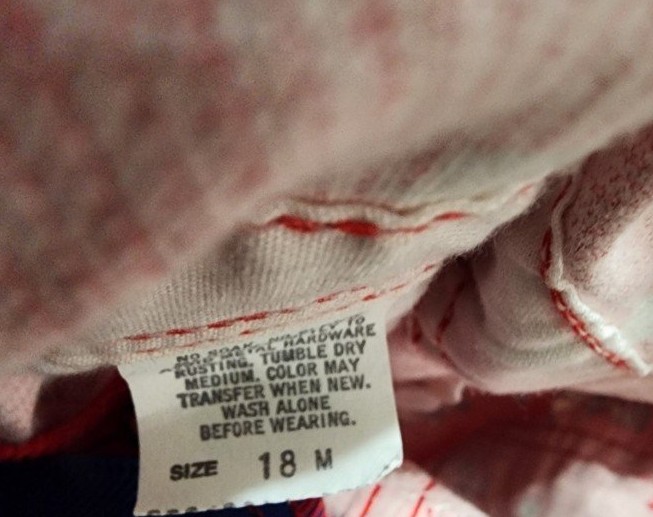 HARDWARE
RUSTING. TUMBLE DRY
MEDIUM. COLOR MAY
TRANSFER WHEN NEW.
WASH ALONE
BEFORE WEARING.
SIZE 18 M